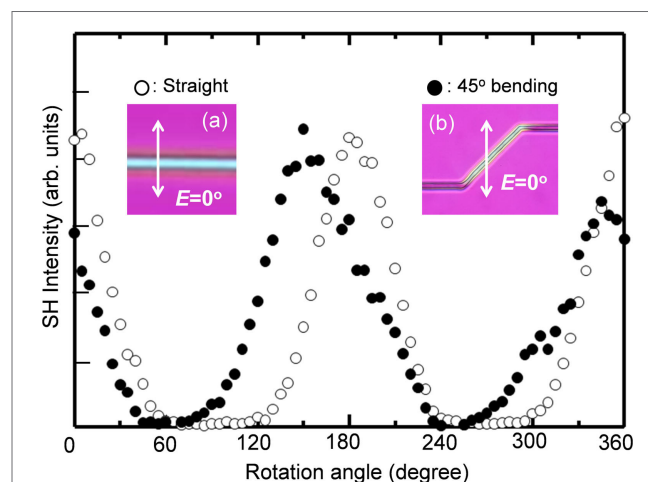 ○: Straight
●: 45° bending
(a)
E=0°
(b)
E=0°
SH Intensity (arb. units)
0 60 120 180 240 300 360
Rotation angle (degree)